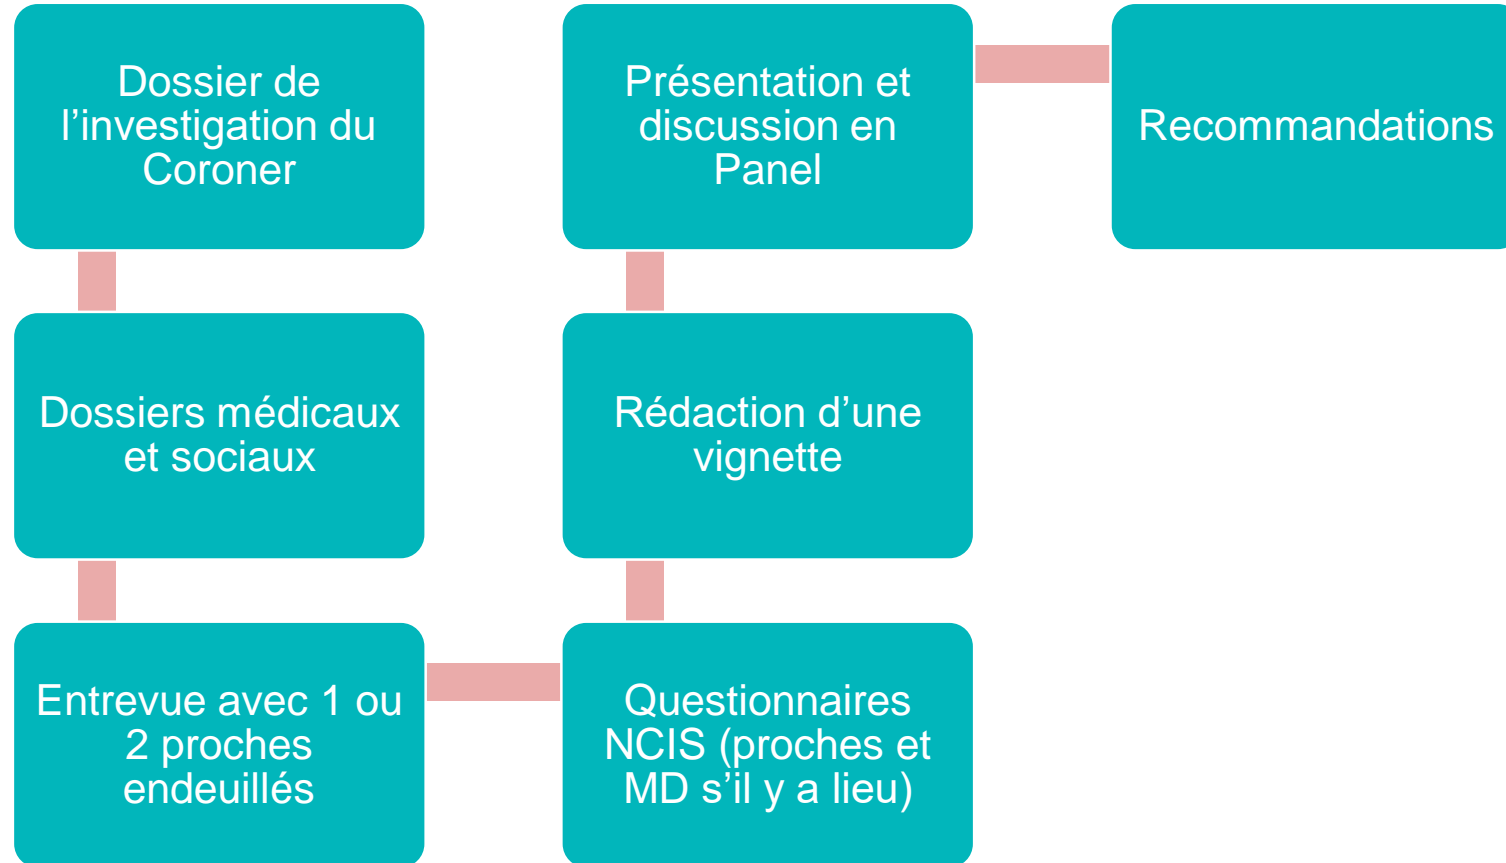 Dossier de
l’investigation du
Coroner
Dossiers médicaux
et sociaux
Entrevue avec 1 ou
2 proches
endeuillés
Questionnaires
NCIS (proches et
MD s’il y a lieu)
Rédaction d’une
vignette
Présentation et
discussion en
Panel
Recommandations